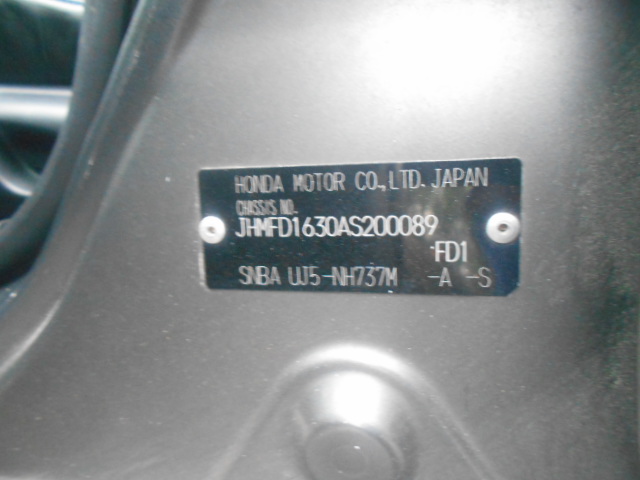 HONDA MOTOR CO.,LTD. JAPAN
CHASSIS NO.
JHMFD1630AS200089
FD1
SNBA UJ5-NH737M -A -S